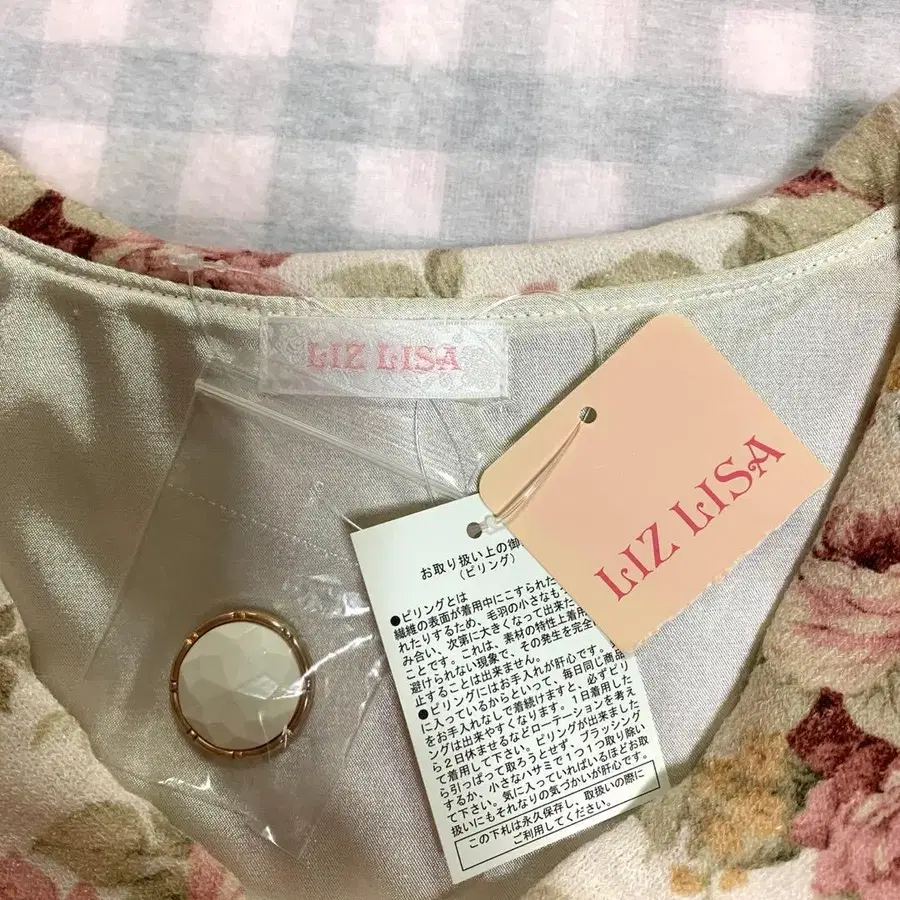 LIZ LISA
LIZ LISA
お取り扱い上の御
(ピリング)
●ピリングとは
繊維の表面が着用中にこすられた
れたりするため、毛羽の小さなも
み合い、次第に大きくなって出来た
ことです。これは、素材の特性上着用
避けられない現象で、その発生を完全
止することは出来ません。
●ピリングにはお手入れが肝心です。
に入っているからといって、毎日同じ商品
をお手入れなしで着続けますと、必ずピリ
ングは出来やすくなります。1日着用した
ら2日休ませるなどローテーションを考え
て着用して下さい。ピリングが出来ました
ら引っぱって取ろうとせず、ブラッシング
するか、小さなハサミで1つ1つ取り除い
て下さい。気に入っていればいるほどお取
扱いにもそれなりの気づかいが肝心です。
この下札は永久保存し、取扱いの際に
ご利用してください。